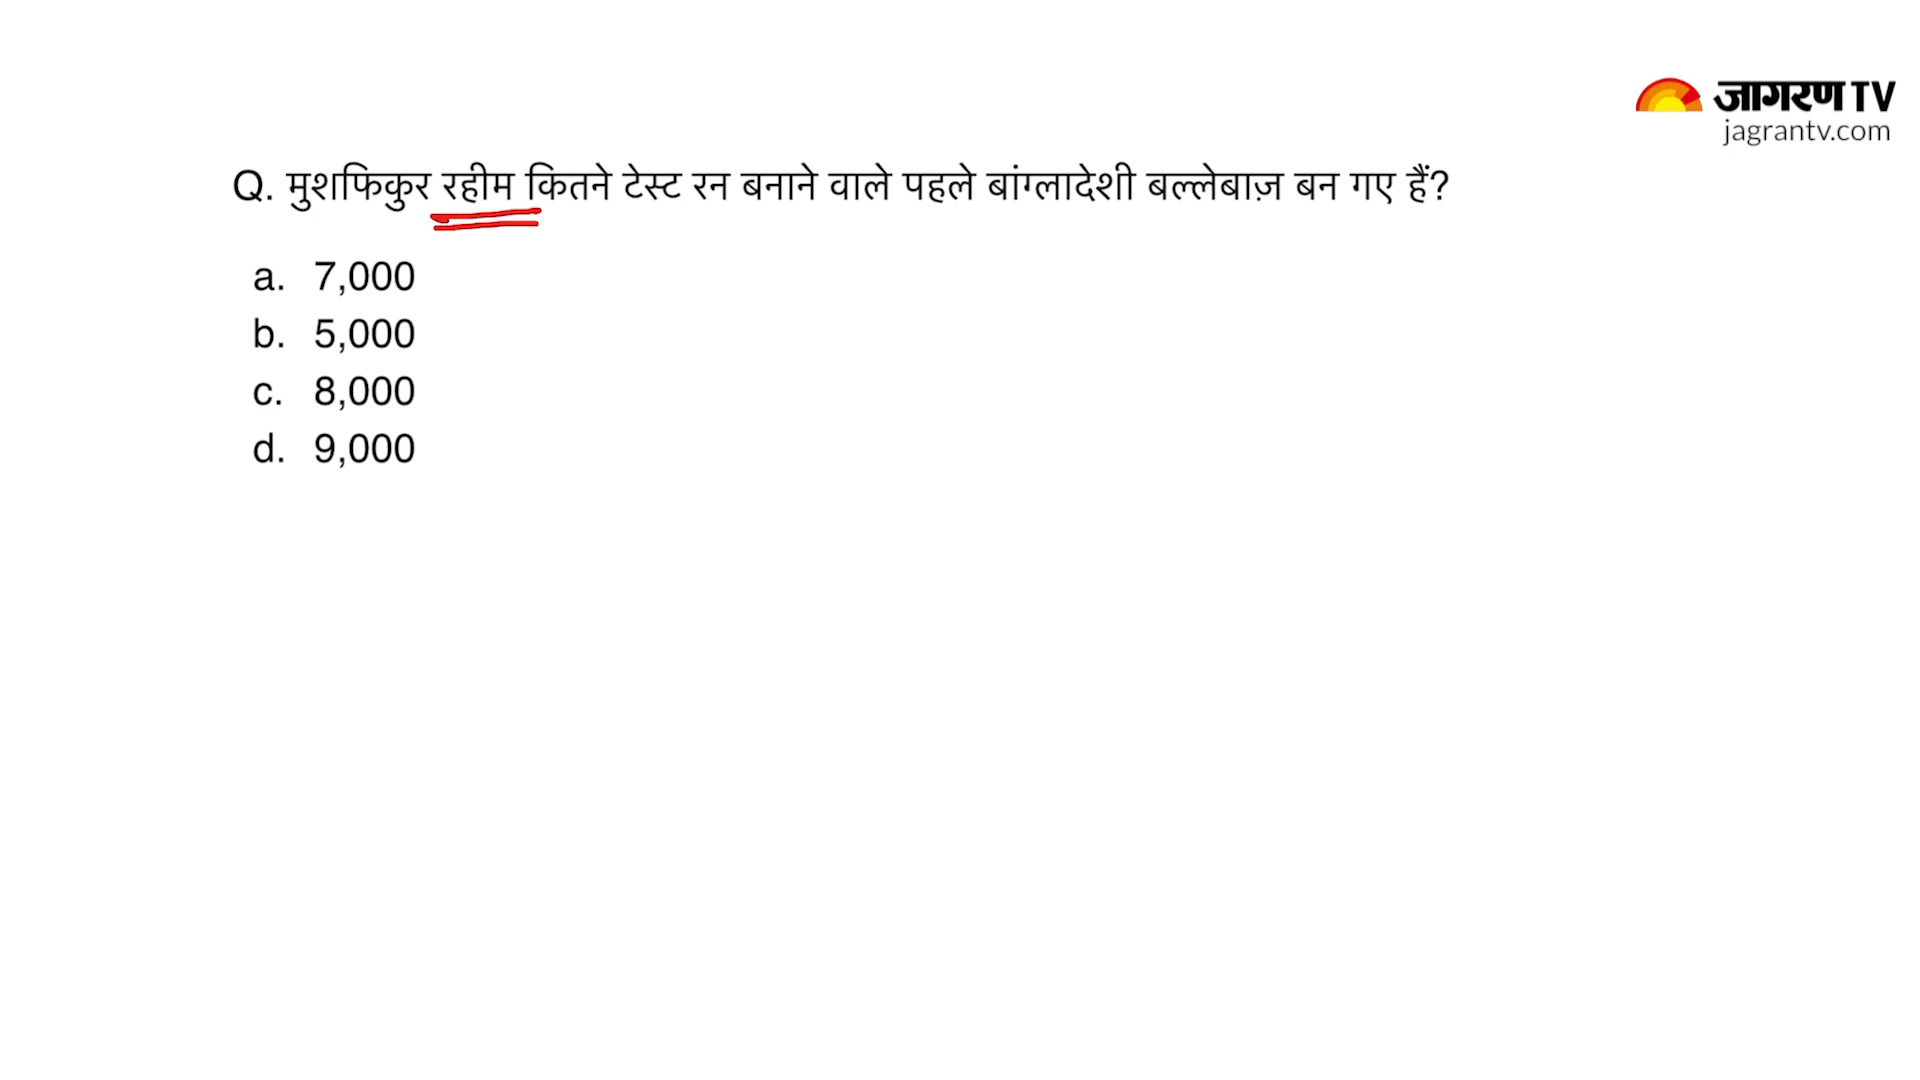 जागरण TV
jagrantv.com
Q. मुशफिकुर रहीम कितने टेस्ट रन बनाने वाले पहले बांग्लादेशी बल्लेबाज़ बन गए हैं?
a. 7,000
b. 5,000
c. 8,000
d. 9,000